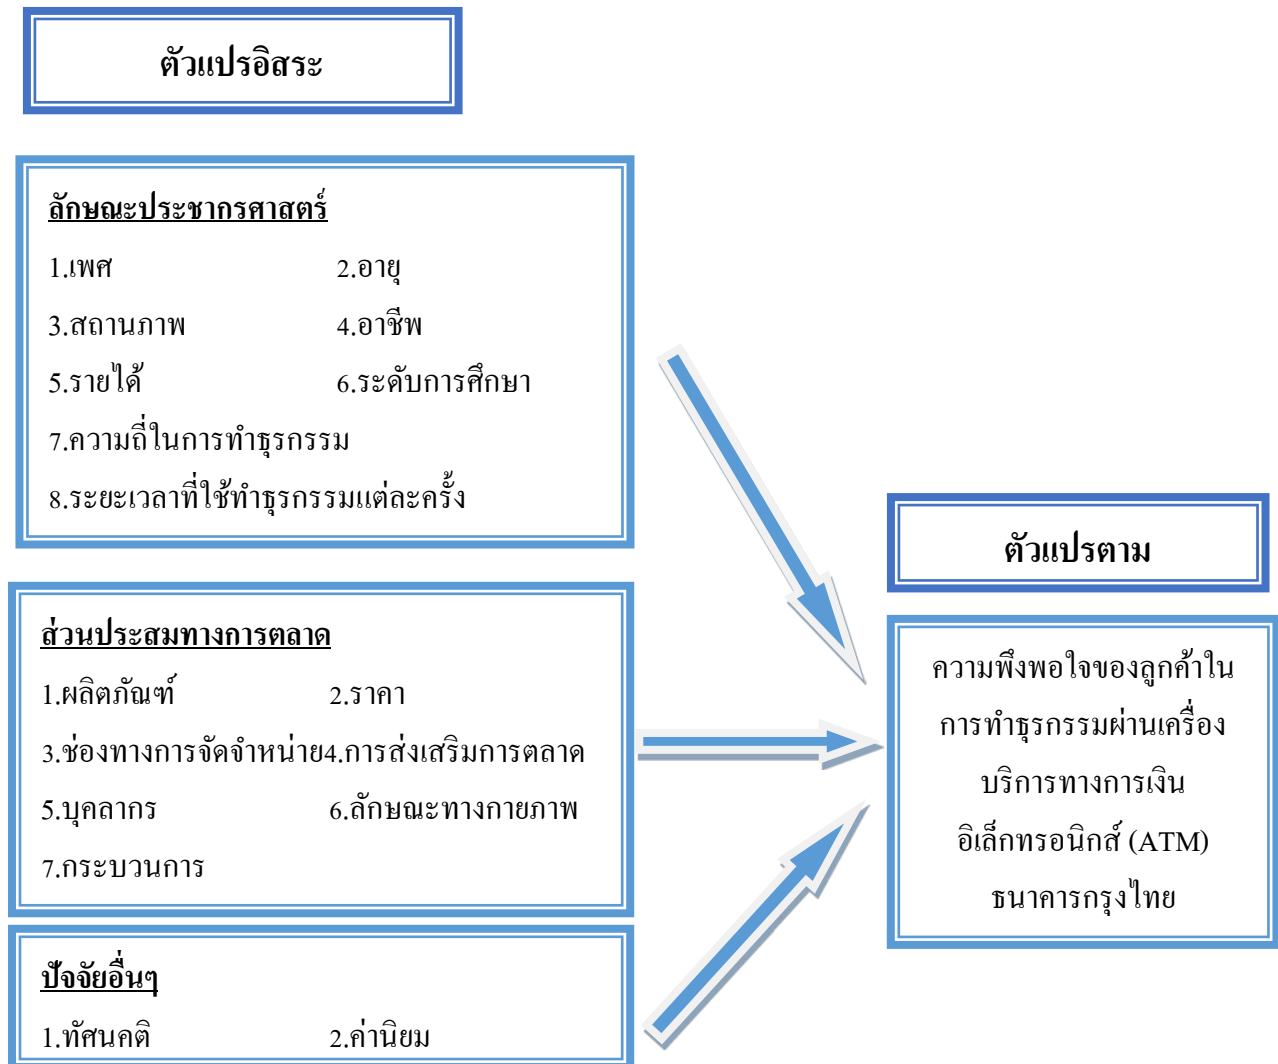 ตัวแปรอิสระ
ลักษณะประชากรศาสตร์
1.เพศ 2.อายุ
3.สถานภาพ 4.อาชีพ
5.รายได้ 6.ระดับการศึกษา
7.ความถี่ในการทำธุรกรรม
8.ระยะเวลาที่ใช้ทำธุรกรรมแต่ละครั้ง
ส่วนประสมทางการตลาด
1.ผลิตภัณฑ์ 2.ราคา
3.ช่องทางการจัดจำหน่าย4.การส่งเสริมการตลาด
5.บุคลากร 6.ลักษณะทางกายภาพ
7.กระบวนการ
ปัจจัยอื่นๆ
1.ทัศนคติ 2.ค่านิยม
ตัวแปรตาม
ความพึงพอใจของลูกค้าใน
การทำธุรกรรมผ่านเครื่อง
บริการทางการเงิน
อิเล็กทรอนิกส์ (ATM)
ธนาคารกรุงไทย